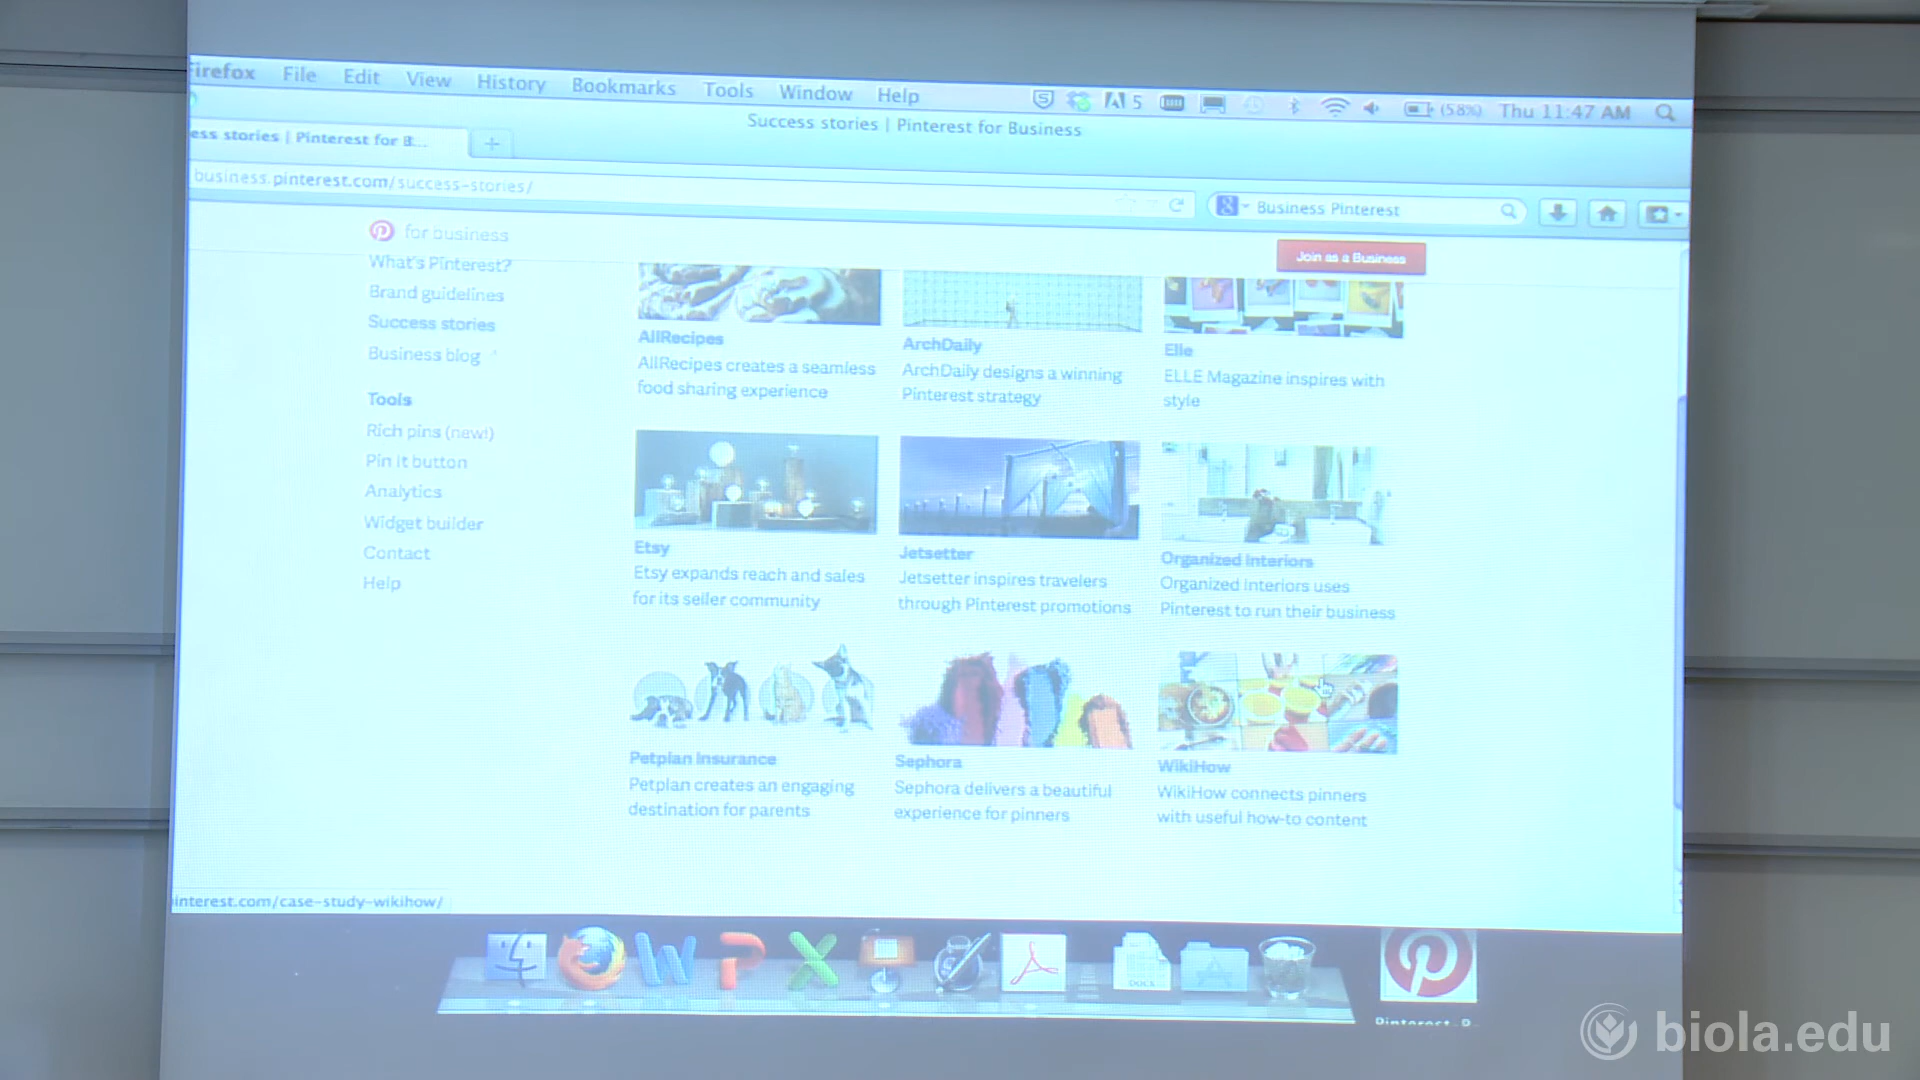 Firefox File Edit View History Bookmarks Tools Window Help 5 (58%) Thu 11:47 AM
Success stories | Pinterest for Business
ess stories | Pinterest for B... +
business.pinterest.com/success-stories/ Business Pinterest
for business
Join as a Business
What's Pinterest?
Brand guidelines
Success stories
Business blog
Tools
Rich pins (new!)
Pin It button
Analytics
Widget builder
Contact
Help
AllRecipes
AllRecipes creates a seamless
food sharing experience
ArchDaily
ArchDaily designs a winning
Pinterest strategy
Elle
ELLE Magazine inspires with
style
Etsy
Etsy expands reach and sales
for its seller community
Jetsetter
Jetsetter inspires travelers
through Pinterest promotions
Organized Interiors
Organized Interiors uses
Pinterest to run their business
Petplan Insurance
Petplan creates an engaging
destination for parents
Sephora
Sephora delivers a beautiful
experience for pinners
WikiHow
WikiHow connects pinners
with useful how-to content
interest.com/case-study-wikihow/
DOCX
biola.edu